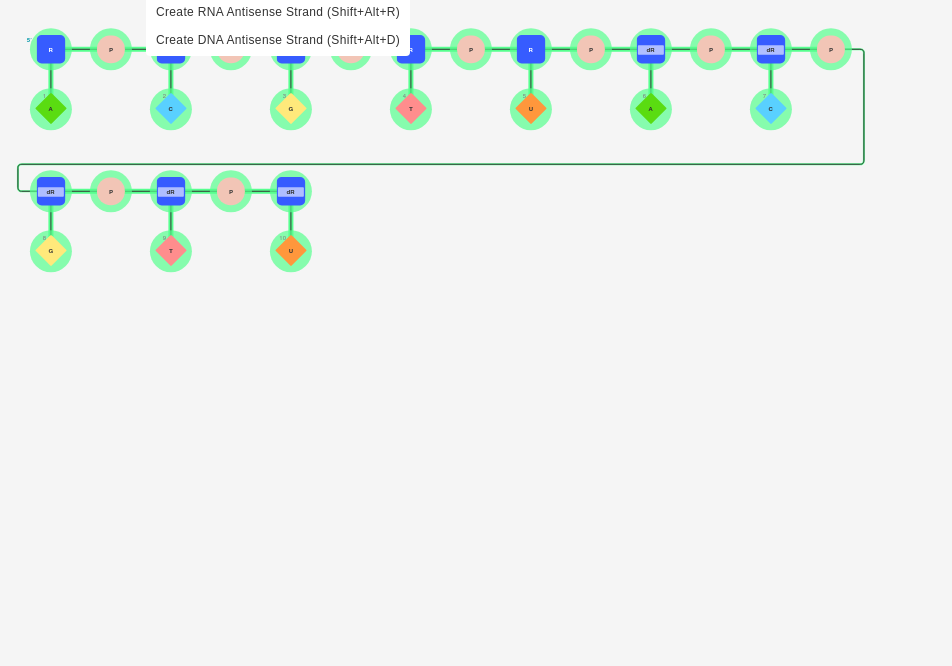 Create RNA Antisense Strand (Shift+Alt+R)
Create DNA Antisense Strand (Shift+Alt+D)
5'
R P R P R P dR P dR P
1 2 3 4 5 6 7
A C G T U A C
dR P dR P dR
8 9 10
G T U